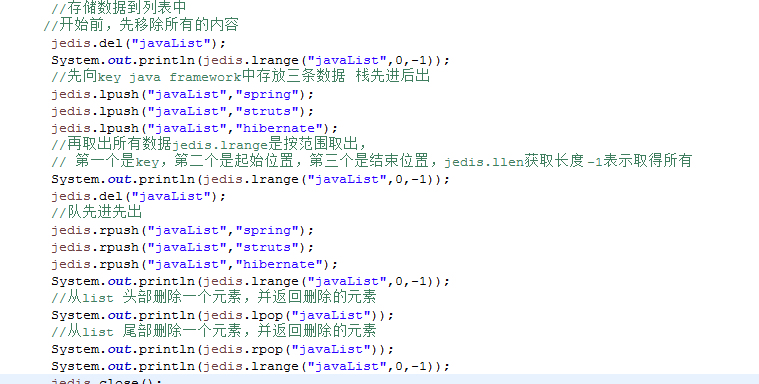 //存储数据到列表中
//开始前，先移除所有的内容
jedis.del("javaList");
System.out.println(jedis.lrange("javaList",0,-1));
//先向key java framework中存放三条数据 栈先进后出
jedis.lpush("javaList","spring");
jedis.lpush("javaList","struts");
jedis.lpush("javaList","hibernate");
//再取出所有数据jedis.lrange是按范围取出，
// 第一个是key，第二个是起始位置，第三个是结束位置，jedis.llen获取长度 -1表示取得所有
System.out.println(jedis.lrange("javaList",0,-1));
jedis.del("javaList");
//队先进先出
jedis.rpush("javaList","spring");
jedis.rpush("javaList","struts");
jedis.rpush("javaList","hibernate");
System.out.println(jedis.lrange("javaList",0,-1));
//从list 头部删除一个元素，并返回删除的元素
System.out.println(jedis.lpop("javaList"));
//从list 尾部删除一个元素，并返回删除的元素
System.out.println(jedis.rpop("javaList"));
System.out.println(jedis.lrange("javaList",0,-1));
jedis.close();